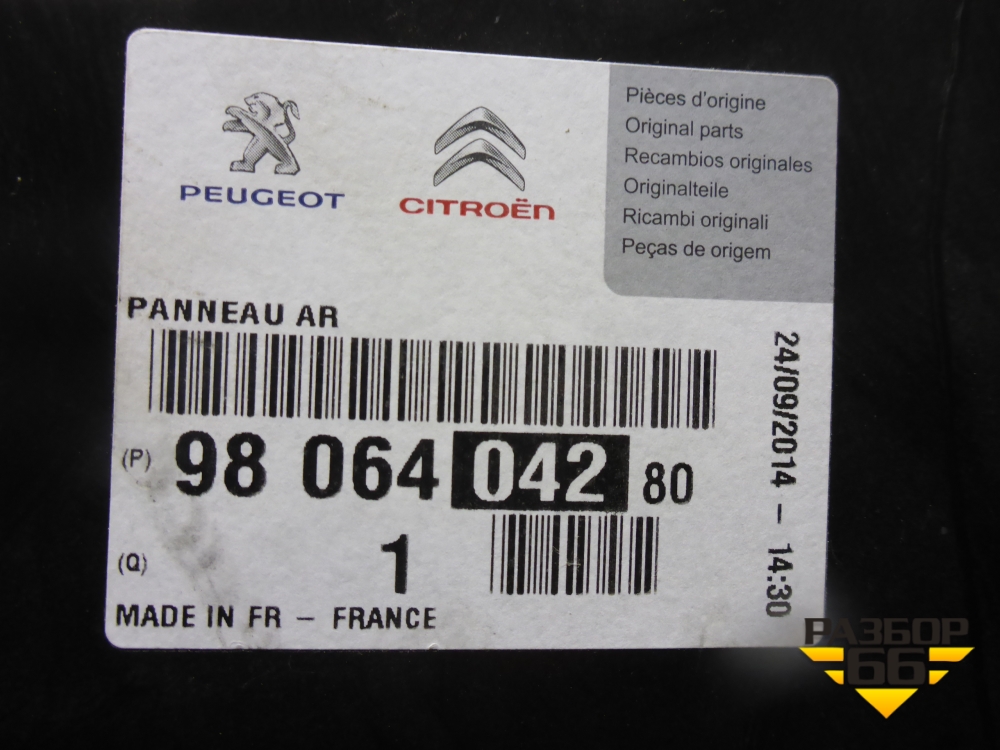 PEUGEOT
CITROËN
Pièces d'origine
Original parts
Recambios originales
Originalteile
Ricambi originali
Peças de origem
PANNEAU AR
(P) 98 064 042 80
(Q) 1
MADE IN FR – FRANCE
24/09/2014 – 14:30
РАЗБОР
66